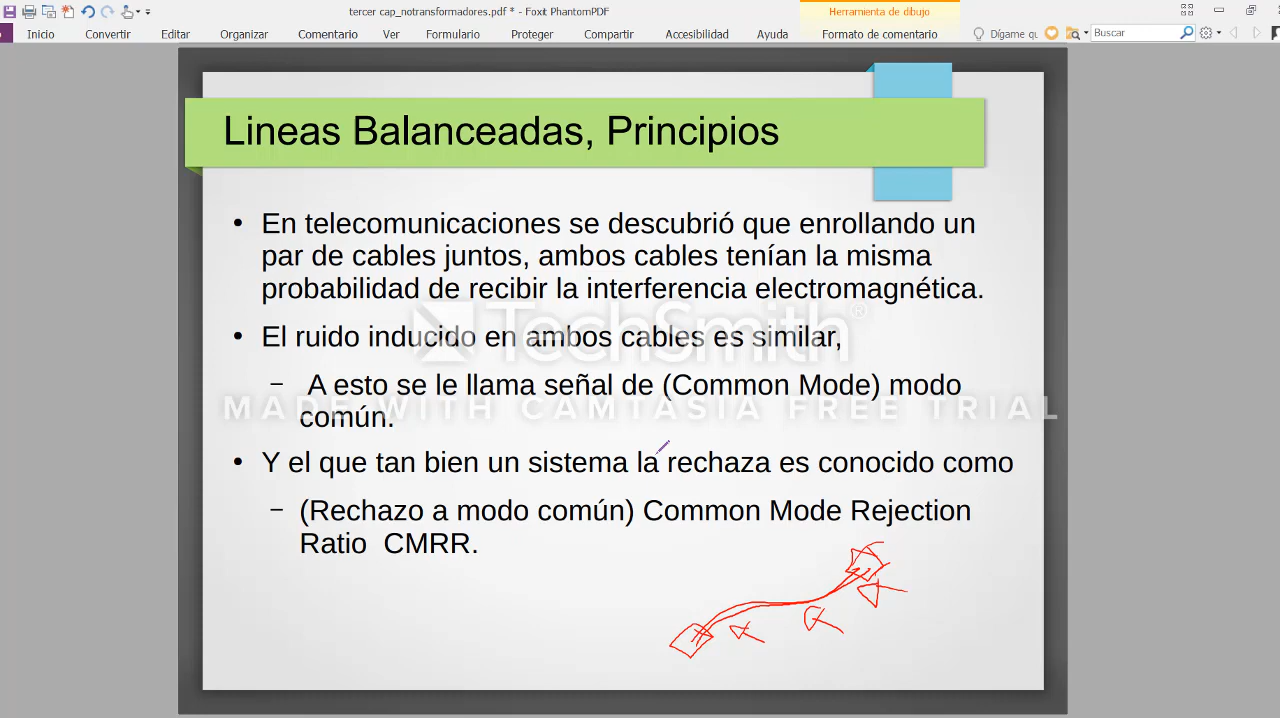 tercer cap_notransformadores.pdf * - Foxit PhantomPDF
Herramienta de dibujo
Inicio Convertir Editar Organizar Comentario Ver Formulario Proteger Compartir Accesibilidad Ayuda Formato de comentario Dígame qu Buscar
Lineas Balanceadas, Principios
• En telecomunicaciones se descubrió que enrollando un
par de cables juntos, ambos cables tenían la misma
probabilidad de recibir la interferencia electromagnética.
TechSmith®
• El ruido inducido en ambos cables es similar,
– A esto se le llama señal de (Common Mode) modo
MADE WITH CAMTASIA FREE TRIAL
común.
• Y el que tan bien un sistema la rechaza es conocido como
– (Rechazo a modo común) Common Mode Rejection
Ratio CMRR.